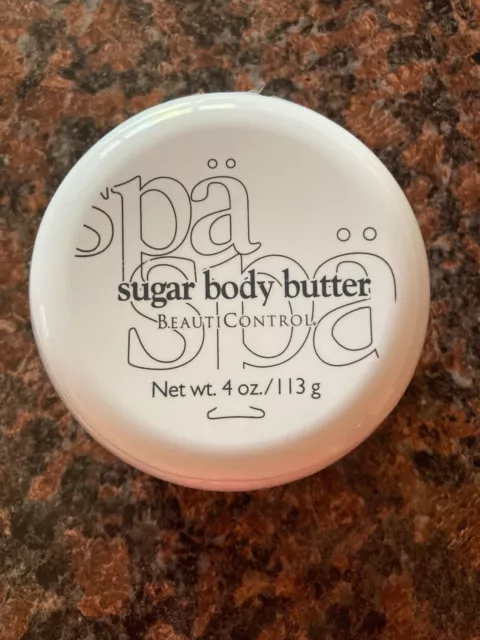 spä
spä
sugar body butter
BEAUTICONTROL®
Net wt. 4 oz./113 g